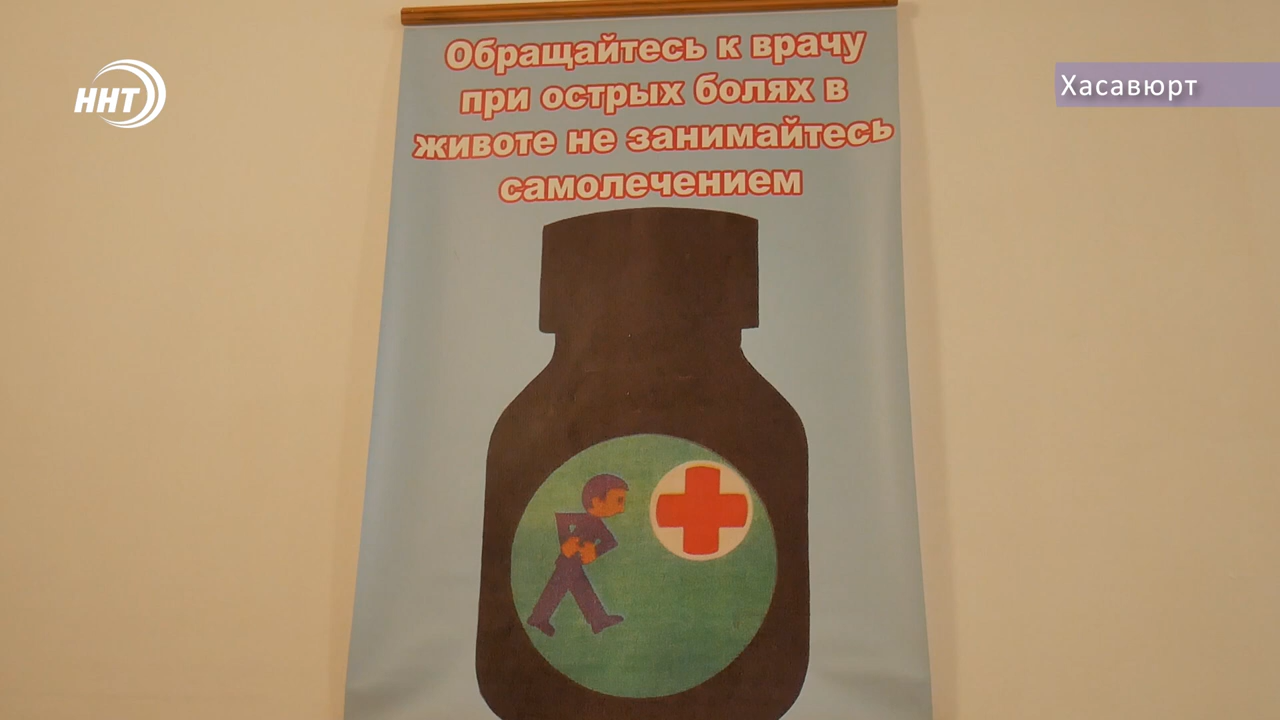 ННТ
Хасавюрт
Обращайтесь к врачу
при острых болях в
животе не занимайтесь
самолечением